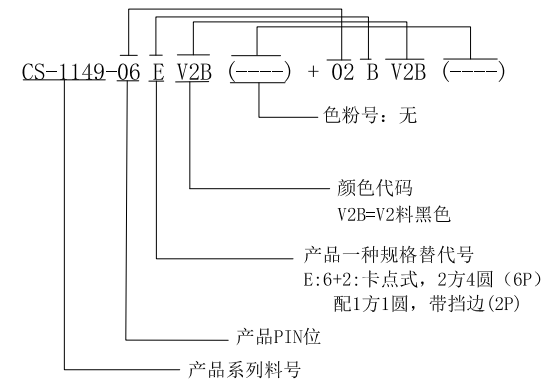 CS-1149-06 E V2B (----) + 02 B V2B (----)
色粉号：无
颜色代码
V2B=V2料黑色
产品一种规格替代号
E:6+2:卡点式，2方4圆（6P）
配1方1圆，带挡边(2P)
产品PIN位
产品系列料号